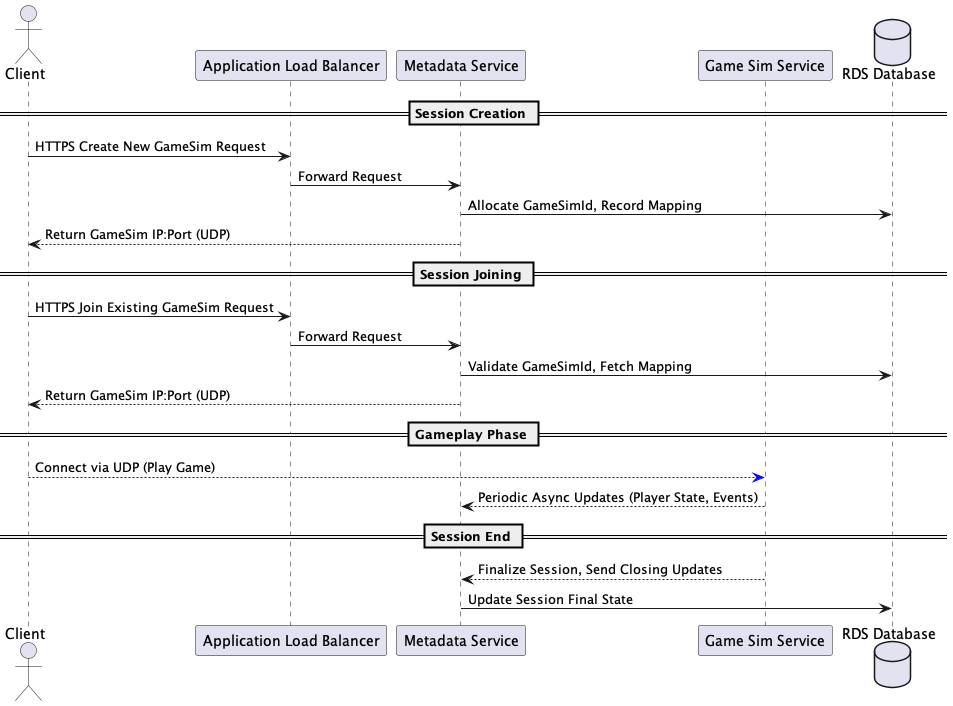 Client
Application Load Balancer
Metadata Service
Game Sim Service
RDS Database
Session Creation
HTTPS Create New GameSim Request
Forward Request
Allocate GameSimId, Record Mapping
Return GameSim IP:Port (UDP)
Session Joining
HTTPS Join Existing GameSim Request
Forward Request
Validate GameSimId, Fetch Mapping
Return GameSim IP:Port (UDP)
Gameplay Phase
Connect via UDP (Play Game)
Periodic Async Updates (Player State, Events)
Session End
Finalize Session, Send Closing Updates
Update Session Final State
Client
Application Load Balancer
Metadata Service
Game Sim Service
RDS Database